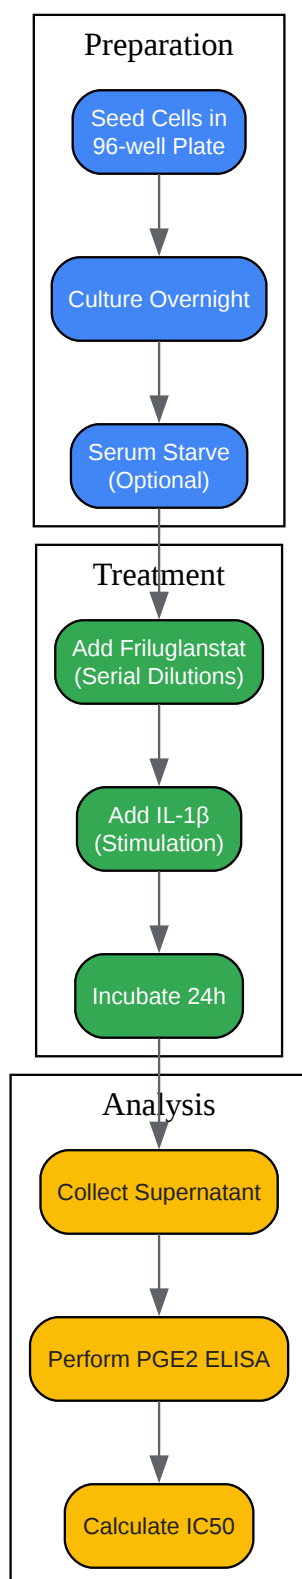 Preparation
Seed Cells in
96-well Plate
Culture Overnight
Serum Starve
(Optional)
Treatment
Add Friluglanstat
(Serial Dilutions)
Add IL-1β
(Stimulation)
Incubate 24h
Analysis
Collect Supernatant
Perform PGE2 ELISA
Calculate IC50